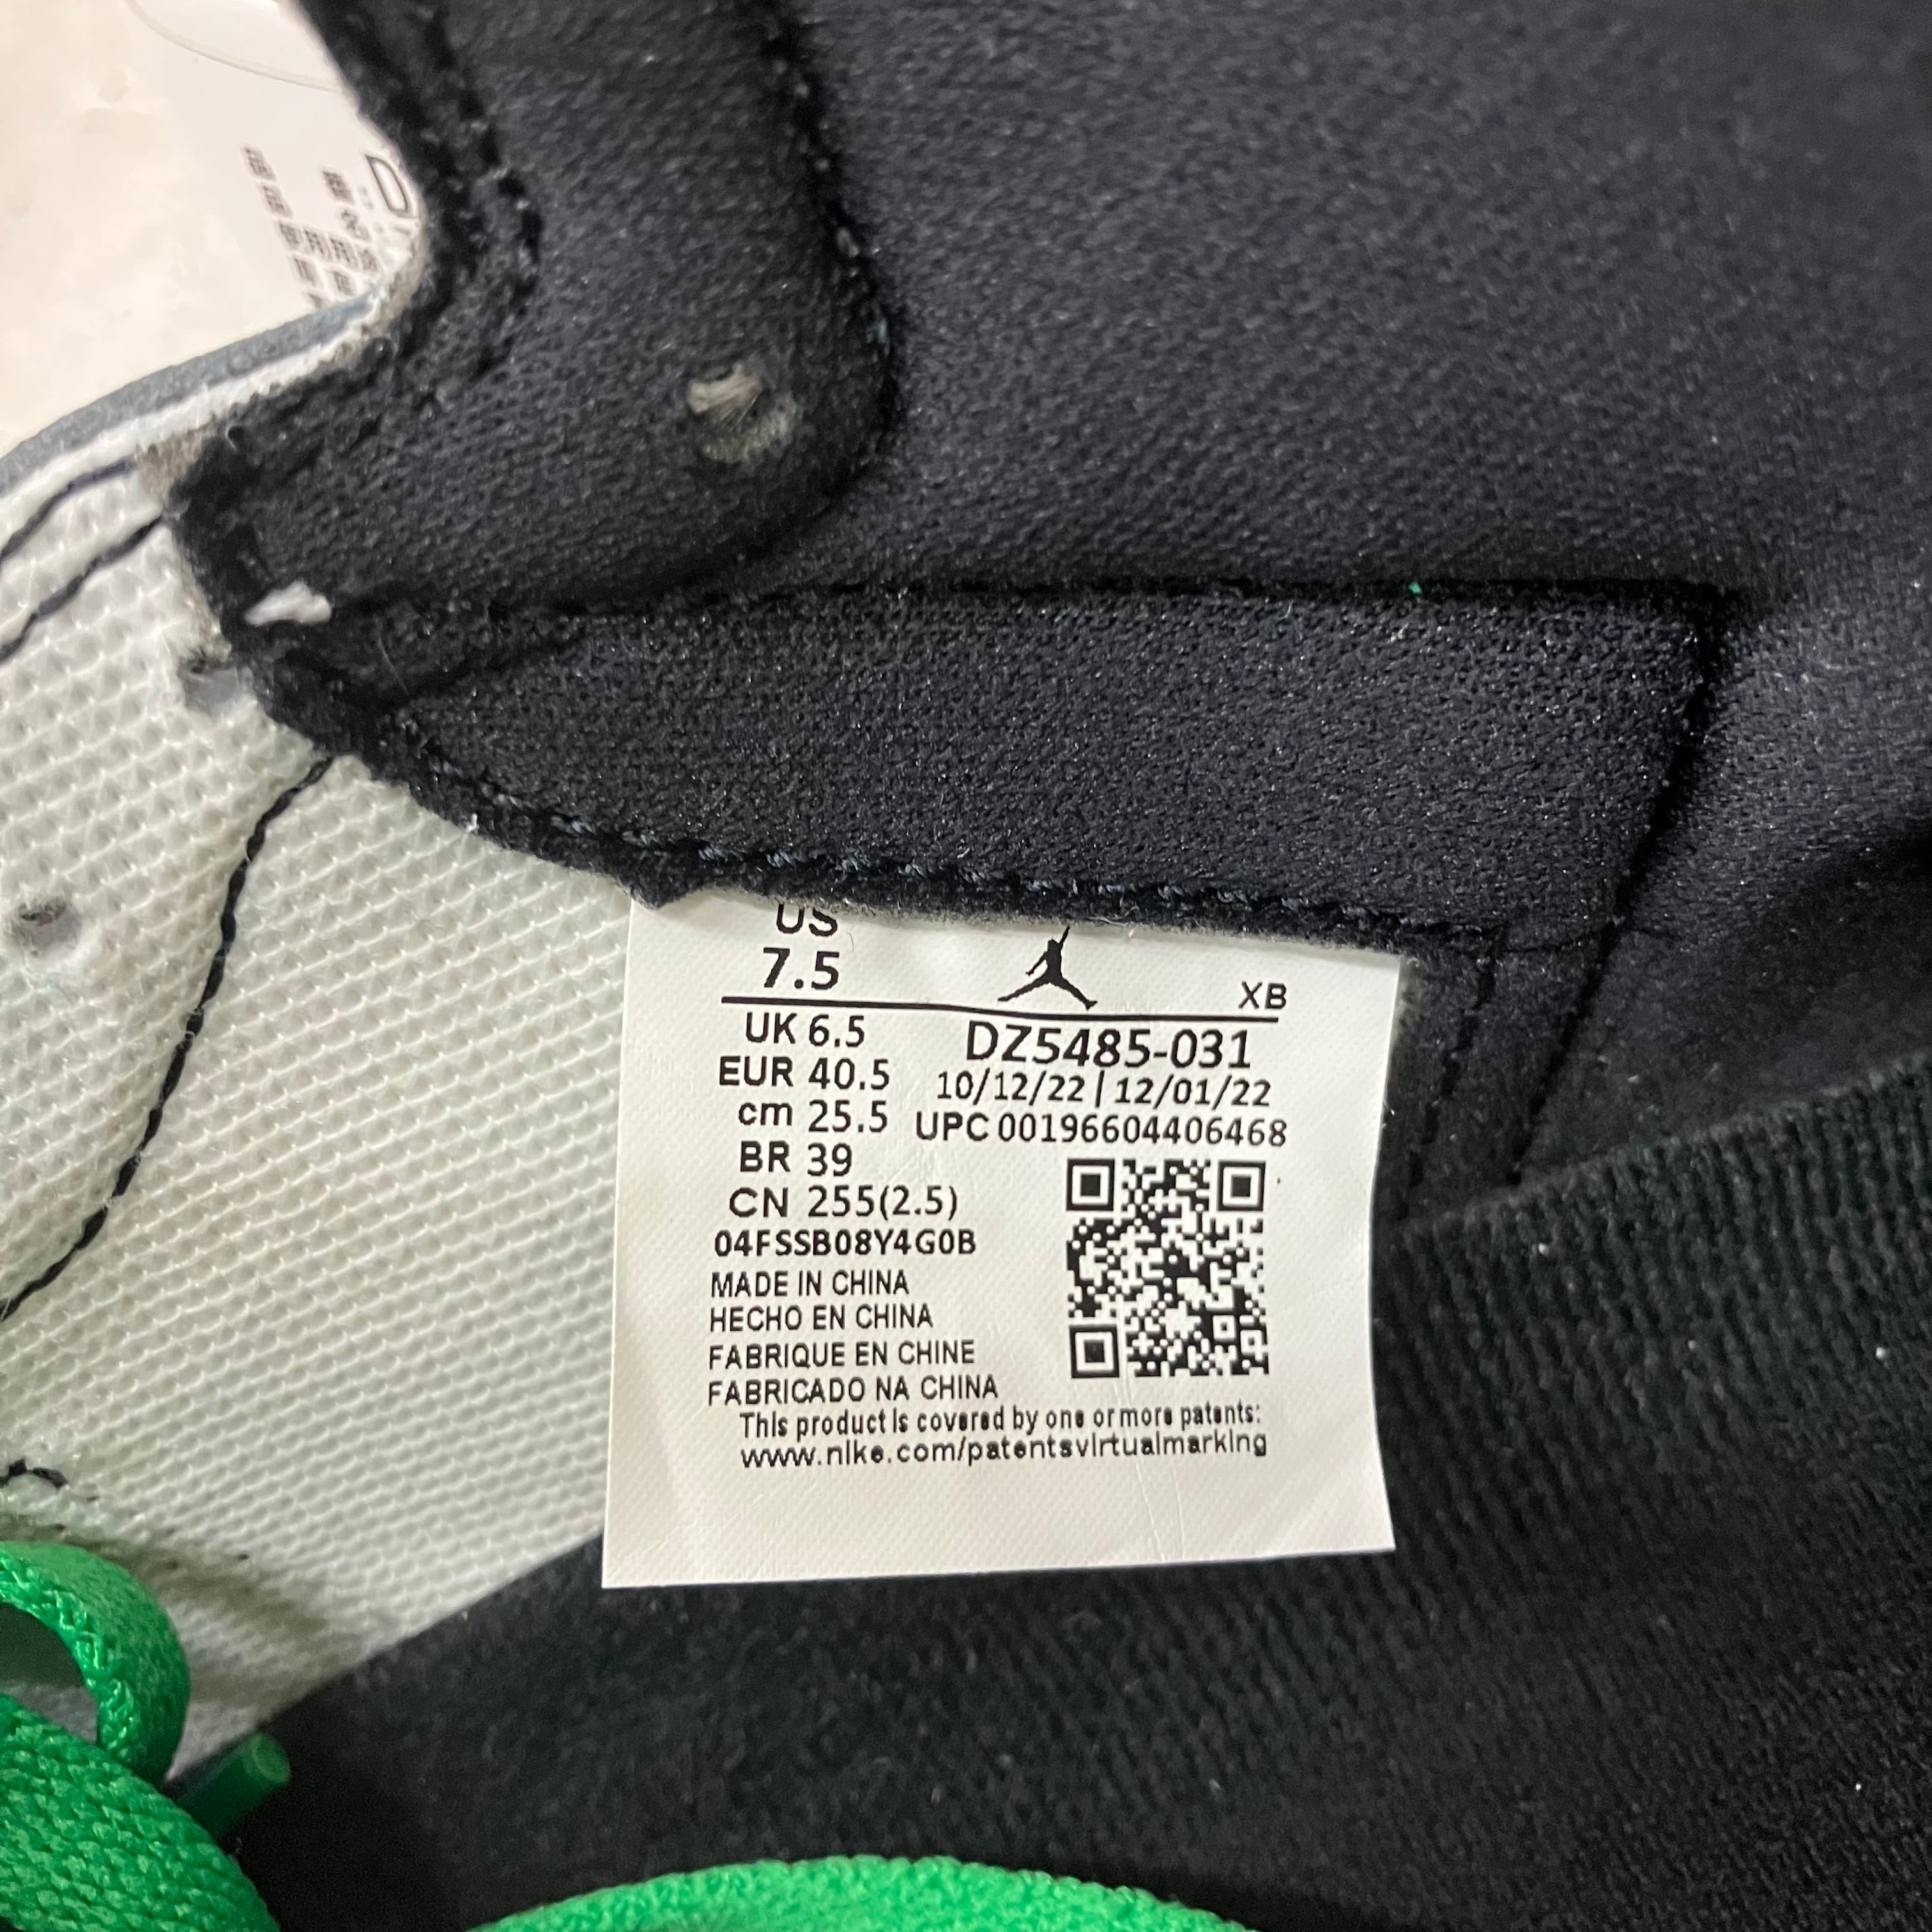 D
US
7.5
XB
UK 6.5
DZ5485-031
EUR 40.5
10/12/22 | 12/01/22
cm 25.5
UPC 00196604406468
BR 39
CN 255(2.5)
04FSSB08Y4G0B
MADE IN CHINA
HECHO EN CHINA
FABRIQUE EN CHINE
FABRICADO NA CHINA
This product is covered by one or more patents:
www.nike.com/patentsvirtualmarking